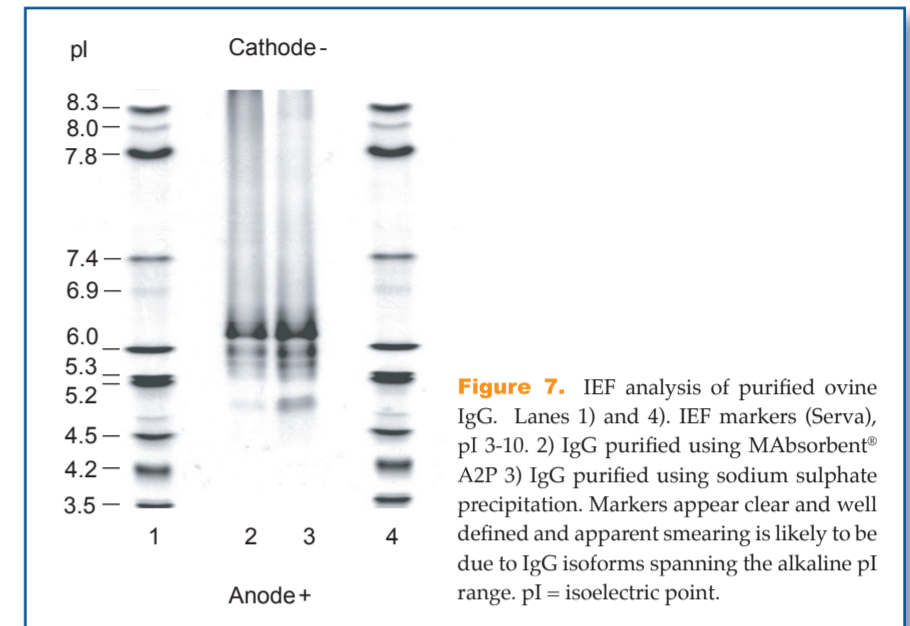 pI
Cathode -
8.3
8.0
7.8
7.4
6.9
6.0
5.3
5.2
4.5
4.2
3.5
1 2 3 4
Anode +
Figure 7. IEF analysis of purified ovine
IgG. Lanes 1) and 4). IEF markers (Serva),
pI 3-10. 2) IgG purified using MAbsorbent®
A2P 3) IgG purified using sodium sulphate
precipitation. Markers appear clear and well
defined and apparent smearing is likely to be
due to IgG isoforms spanning the alkaline pI
range. pI = isoelectric point.